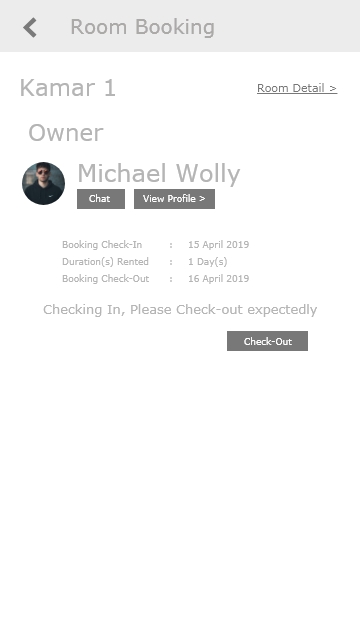 Room Booking
Kamar 1
Room Detail >
Owner
Michael Wolly
Chat
View Profile >
Booking Check-In : 15 April 2019
Duration(s) Rented : 1 Day(s)
Booking Check-Out : 16 April 2019
Checking In, Please Check-out expectedly
Check-Out